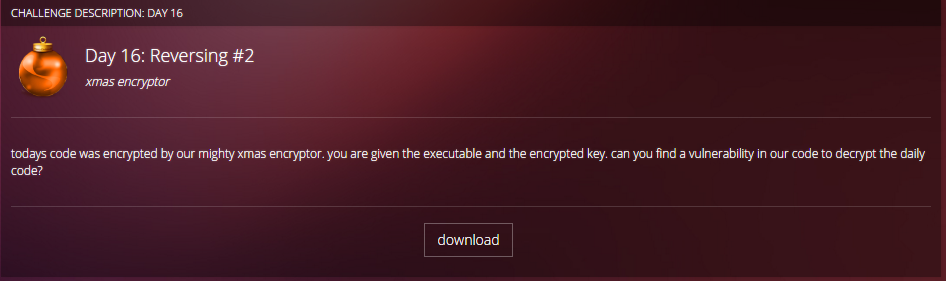 CHALLENGE DESCRIPTION: DAY 16
Day 16: Reversing #2
xmas encryptor
todays code was encrypted by our mighty xmas encryptor. you are given the executable and the encrypted key. can you find a vulnerability in our code to decrypt the daily
code?
download